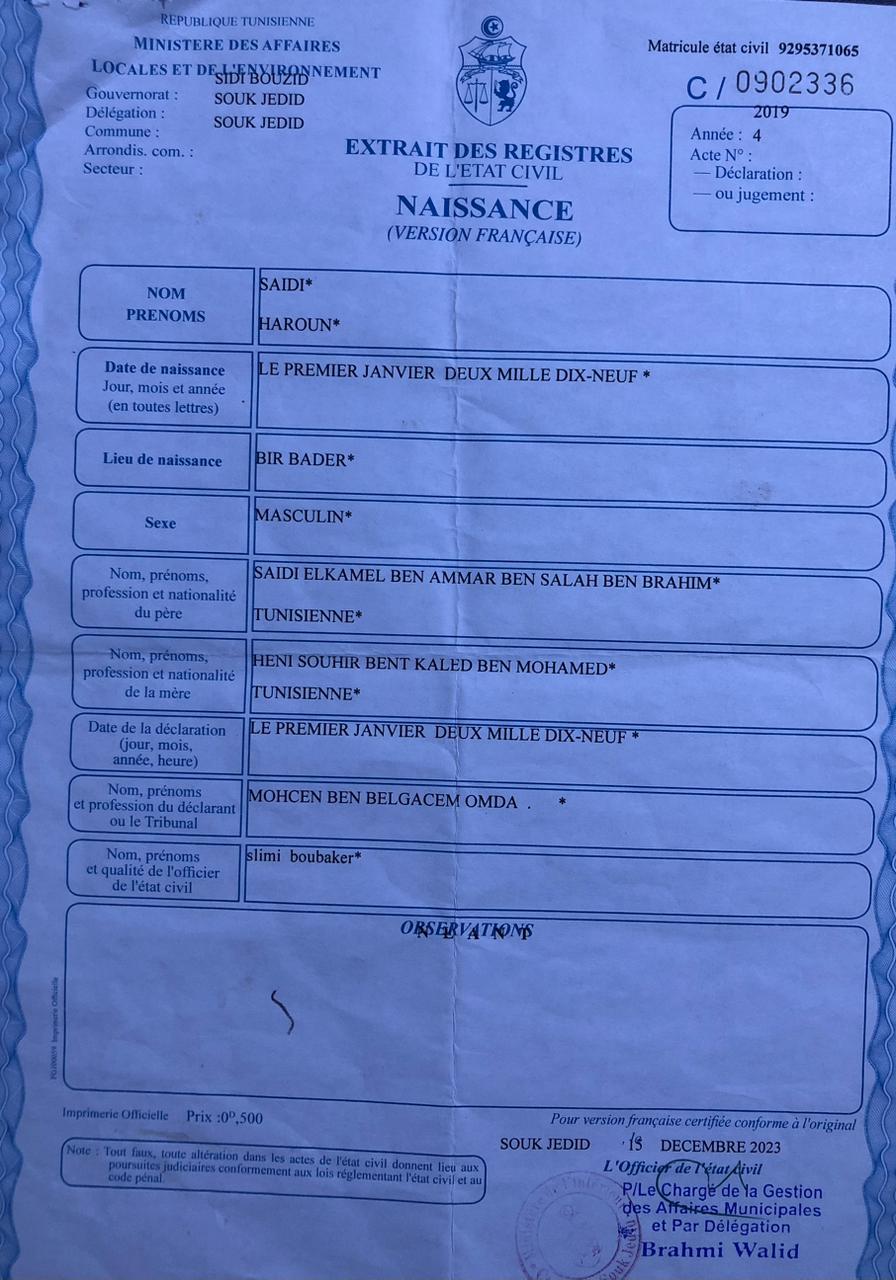 REPUBLIQUE TUNISIENNE
MINISTERE DES AFFAIRES
LOCALES ET DE L'ENVIRONNEMENT
SIDI BOUZID
Gouvernorat :
SOUK JEDID
Délégation :
SOUK JEDID
Commune :
Arrondis. com. :
Secteur :
Matricule état civil 9295371065
C / 0902336
2019
Année : 4
Acte N° :
— Déclaration :
— ou jugement :
EXTRAIT DES REGISTRES
DE L'ETAT CIVIL
NAISSANCE
(VERSION FRANÇAISE)
NOM
PRENOMS
SAIDI*
HAROUN*
Date de naissance
Jour, mois et année
(en toutes lettres)
LE PREMIER JANVIER DEUX MILLE DIX-NEUF *
Lieu de naissance
BIR BADER*
Sexe
MASCULIN*
Nom, prénoms,
profession et nationalité
du père
SAIDI ELKAMEL BEN AMMAR BEN SALAH BEN BRAHIM*
TUNISIENNE*
Nom, prénoms,
profession et nationalité
de la mère
HENI SOUHIR BENT KALED BEN MOHAMED*
TUNISIENNE*
Date de la déclaration
(jour, mois,
année, heure)
LE PREMIER JANVIER DEUX MILLE DIX-NEUF *
Nom, prénoms
et profession du déclarant
ou le Tribunal
MOHCEN BEN BELGACEM OMDA . *
Nom, prénoms
et qualité de l'officier
de l'état civil
slimi boubaker*
OBSERVATIONS
N E A N T
Imprimerie Officielle Prix :0ᴰ,500
Pour version française certifiée conforme à l'original
SOUK JEDID DECEMBRE 2023
Note : Tout faux, toute altération dans les actes de l'état civil donnent lieu aux
poursuites judiciaires conformement aux lois réglementant l'état civil et au
code pénal.
L'Officier de l'état civil
P/Le Chargé de la Gestion
des Affaires Municipales
et Par Délégation
Brahmi Walid